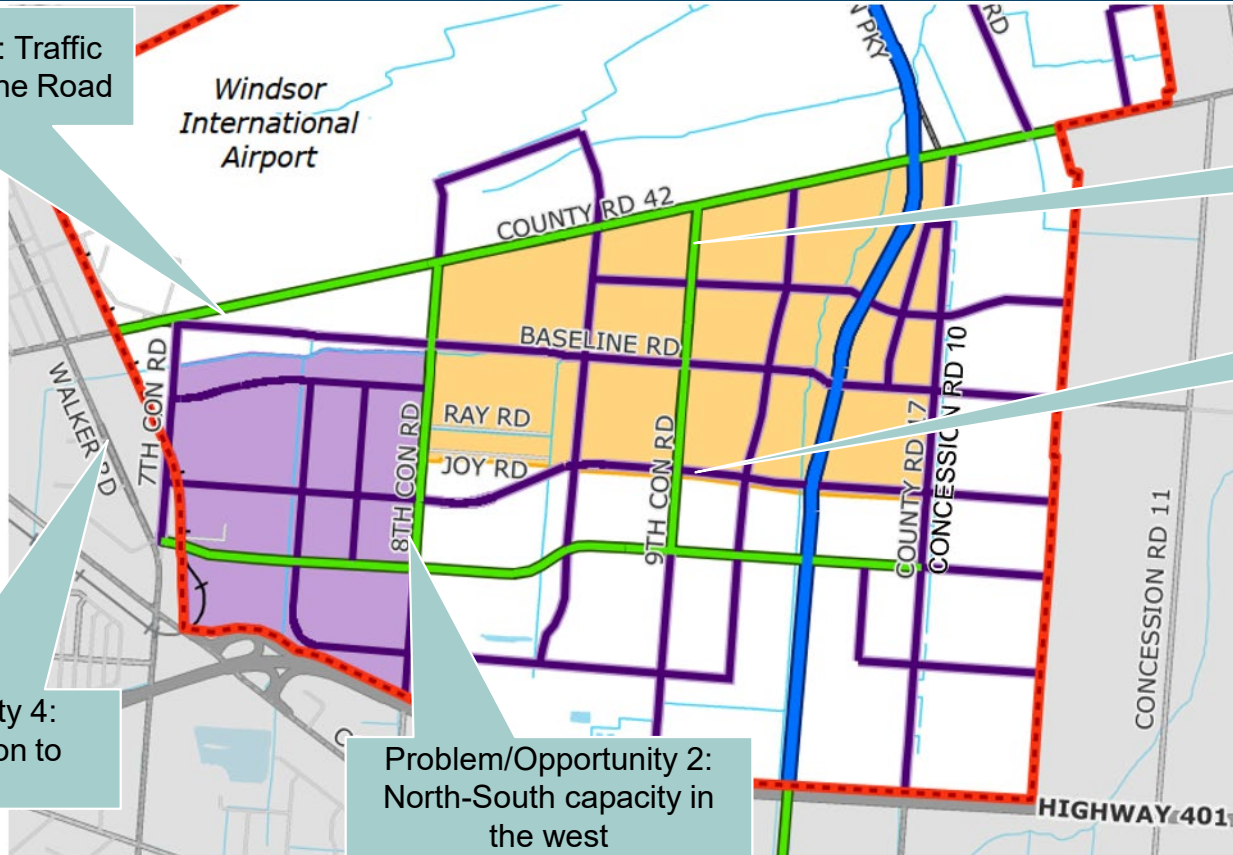 : Traffic
ne Road
Windsor
International
Airport
N PKY
RD
COUNTY RD 42
BASELINE RD
WALKER RD
7TH CON RD
8TH CON RD
RAY RD
JOY RD
9TH CON RD
COUNTY RD 17
CONCESSION RD 10
CONCESSION RD 11
ty 4:
on to
Problem/Opportunity 2:
North-South capacity in
the west
HIGHWAY 401